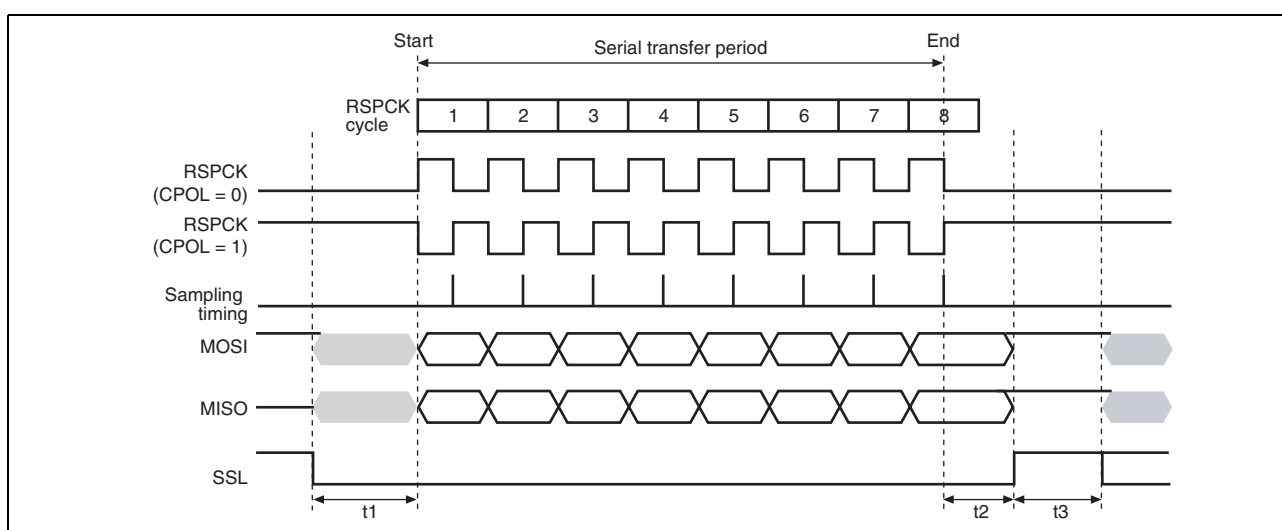 Start
Serial transfer period
End
RSPCK
cycle
1 2 3 4 5 6 7 8
RSPCK
(CPOL = 0)
RSPCK
(CPOL = 1)
Sampling
timing
MOSI
MISO
SSL
t1
t2
t3